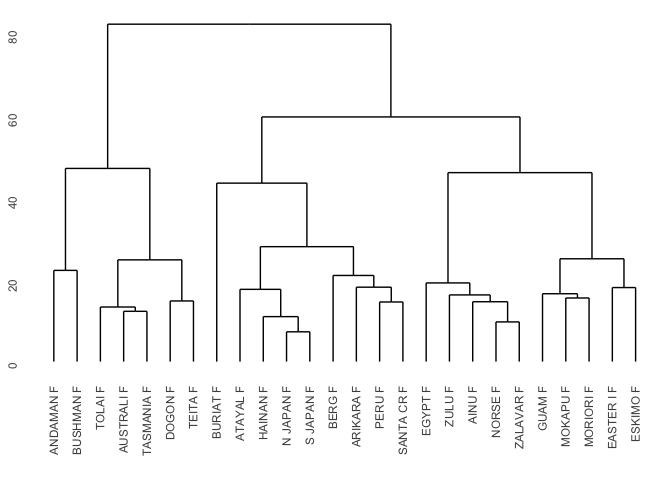 80
60
40
20
0
ANDAMAN F
BUSHMAN F
TOLAI F
AUSTRALI F
TASMANIA F
DOGON F
TEITA F
BURIAT F
ATAYAL F
HAINAN F
N JAPAN F
S JAPAN F
BERG F
ARIKARA F
PERU F
SANTA CR F
EGYPT F
ZULU F
AINU F
NORSE F
ZALAVAR F
GUAM F
MOKAPU F
MORIORI F
EASTER I F
ESKIMO F